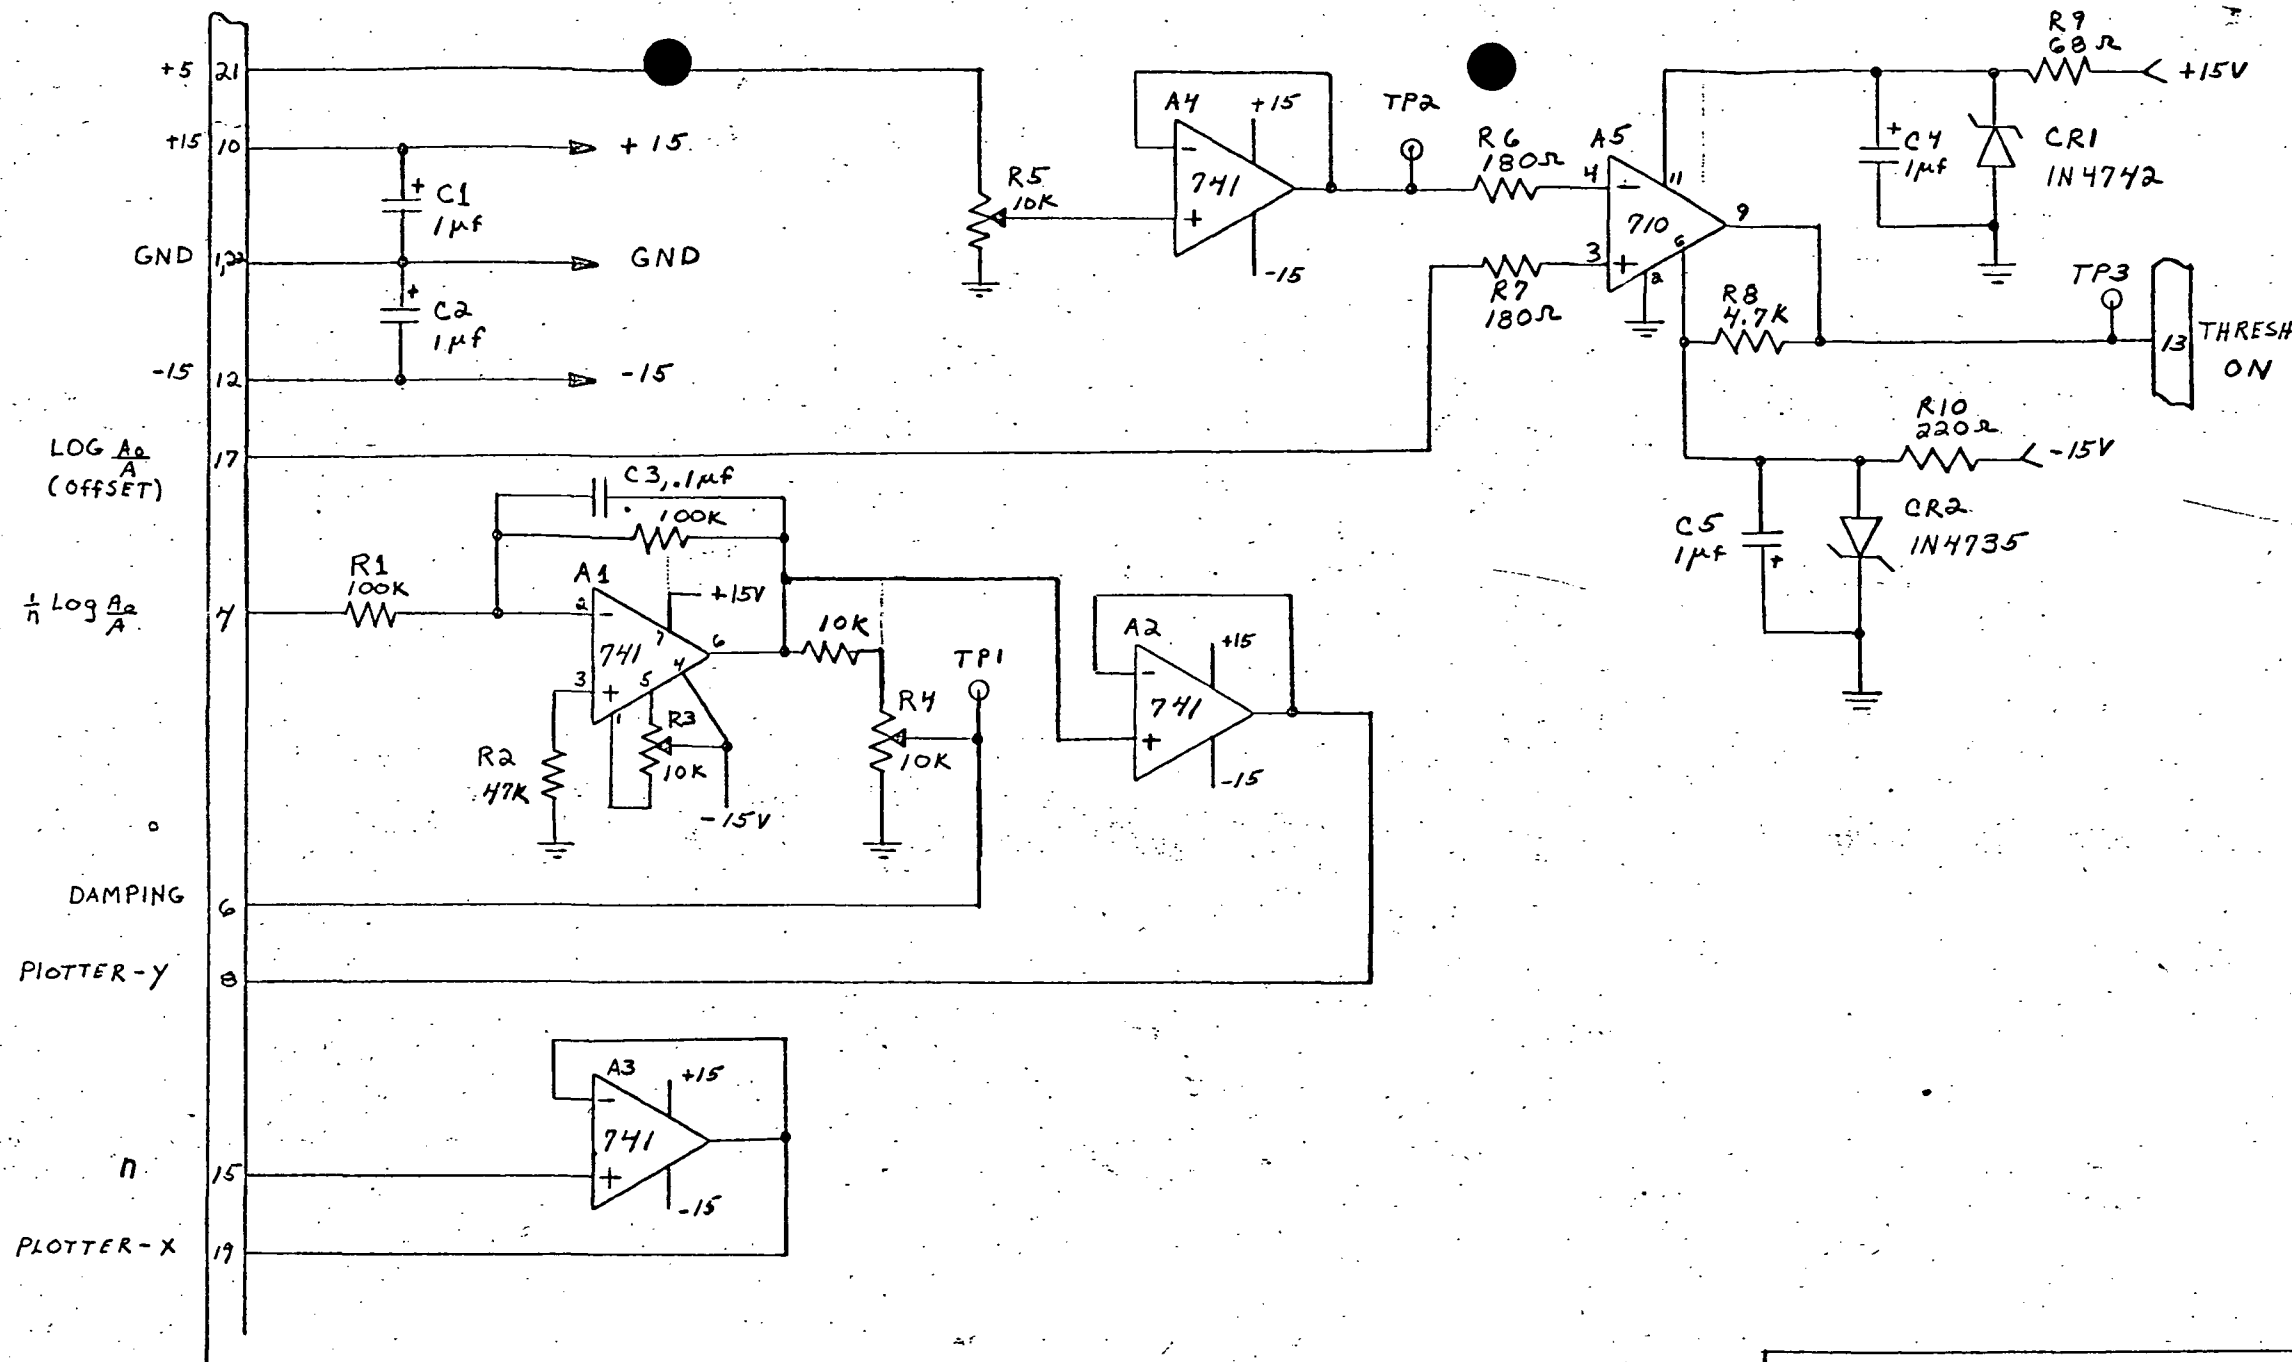 +5 21
+15 10
+15
C1
1µf
GND 1,22
GND
C2
1µf
-15 12
-15
LOG Ao/A
(OffSET)
17
R5
10K
A4
+15
741
-
+
-15
TP2
R6
180Ω
R7
180Ω
A5
4 -
11
710
9
3 +
6
2
R8
4.7K
R9
68Ω
+15V
+
C4
1µf
CR1
1N4742
TP3
13
THRESH
ON
R10
220Ω
-15V
C5
1µf
+
CR2
1N4735
C3, .1µf
100K
R1
100K
1/n Log Ao/A
7
A1
2 -
+15V
7
6
741
4
3 +
5
1
R2
47K
R3
10K
-15V
10K
R4
10K
TP1
A2
+15
-
741
+
-15
DAMPING 6
PlOTTER-Y 8
A3
+15
-
741
+
-15
n 15
PLOTTER-X 19